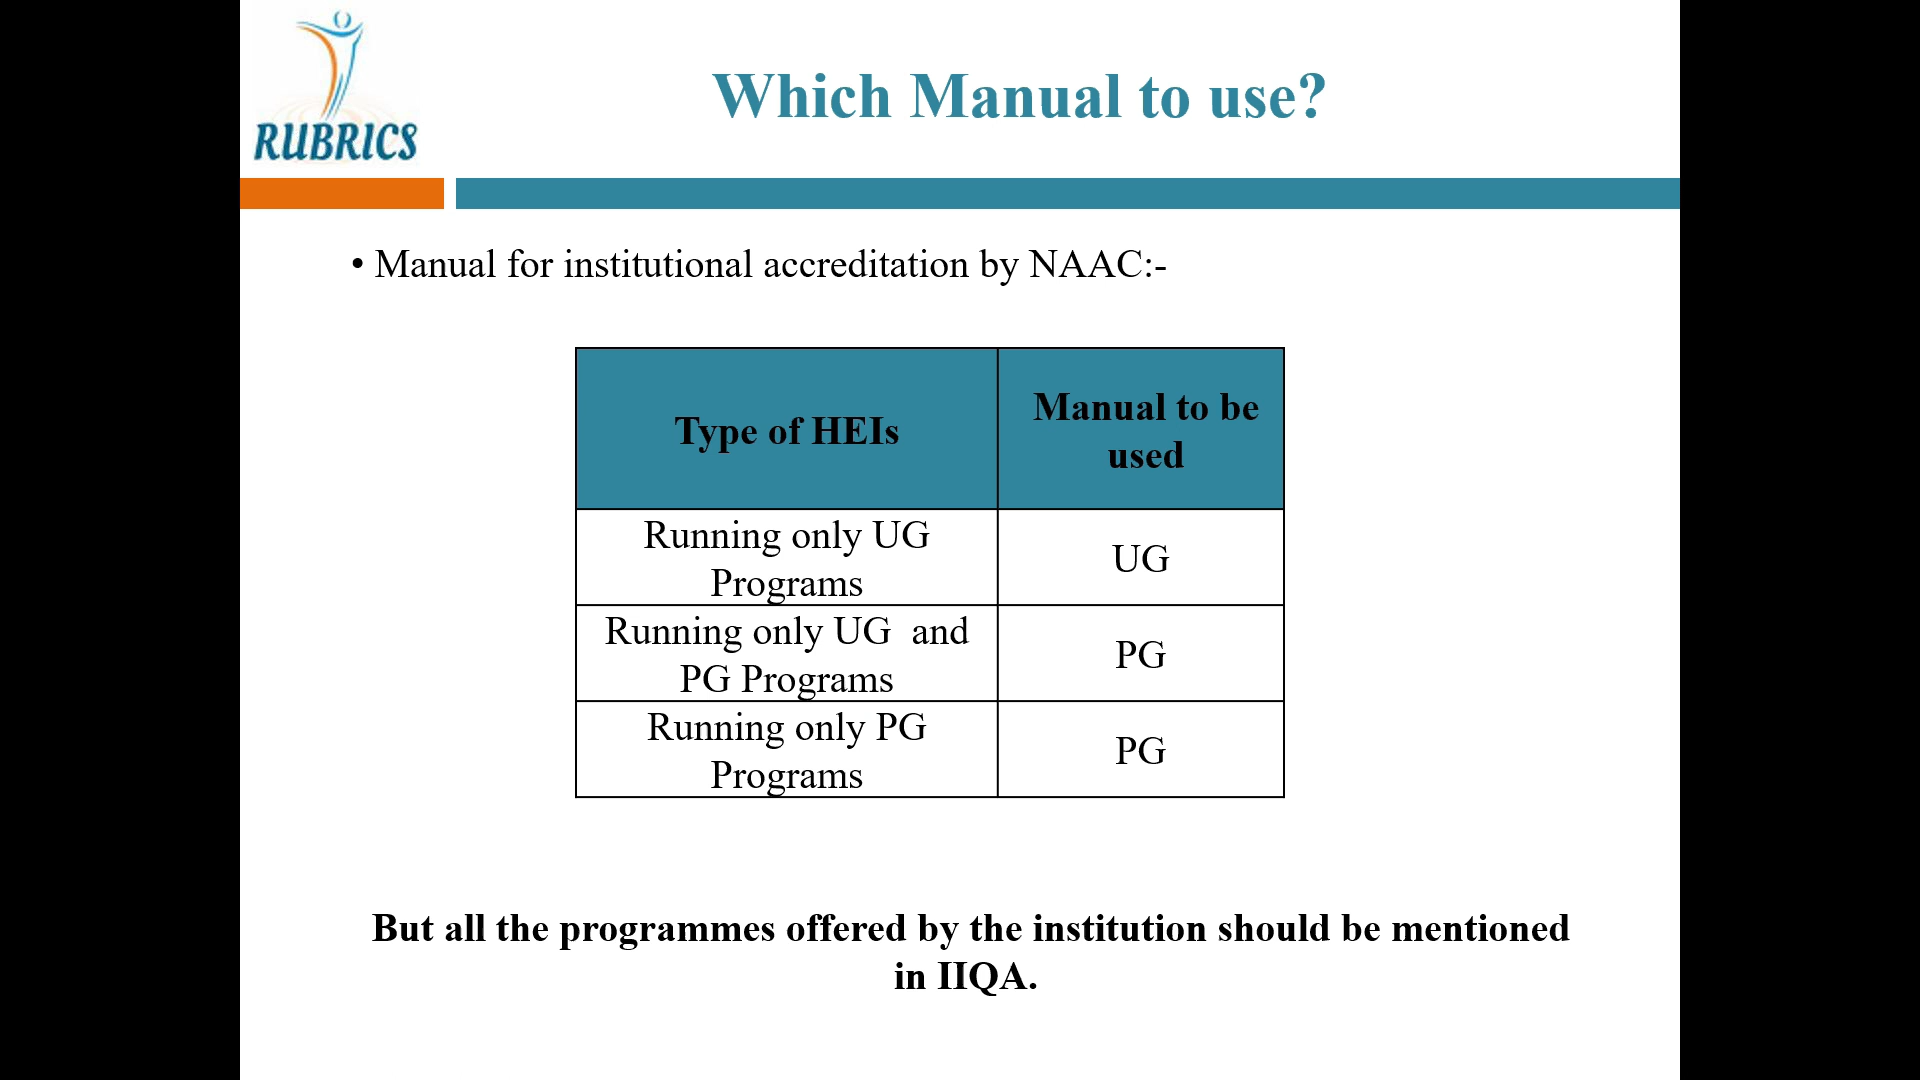 RUBRICS
Which Manual to use?
• Manual for institutional accreditation by NAAC:-
Type of HEIs
Manual to be
used
Running only UG
Programs
UG
Running only UG  and
PG Programs
PG
Running only PG
Programs
PG
But all the programmes offered by the institution should be mentioned
in IIQA.